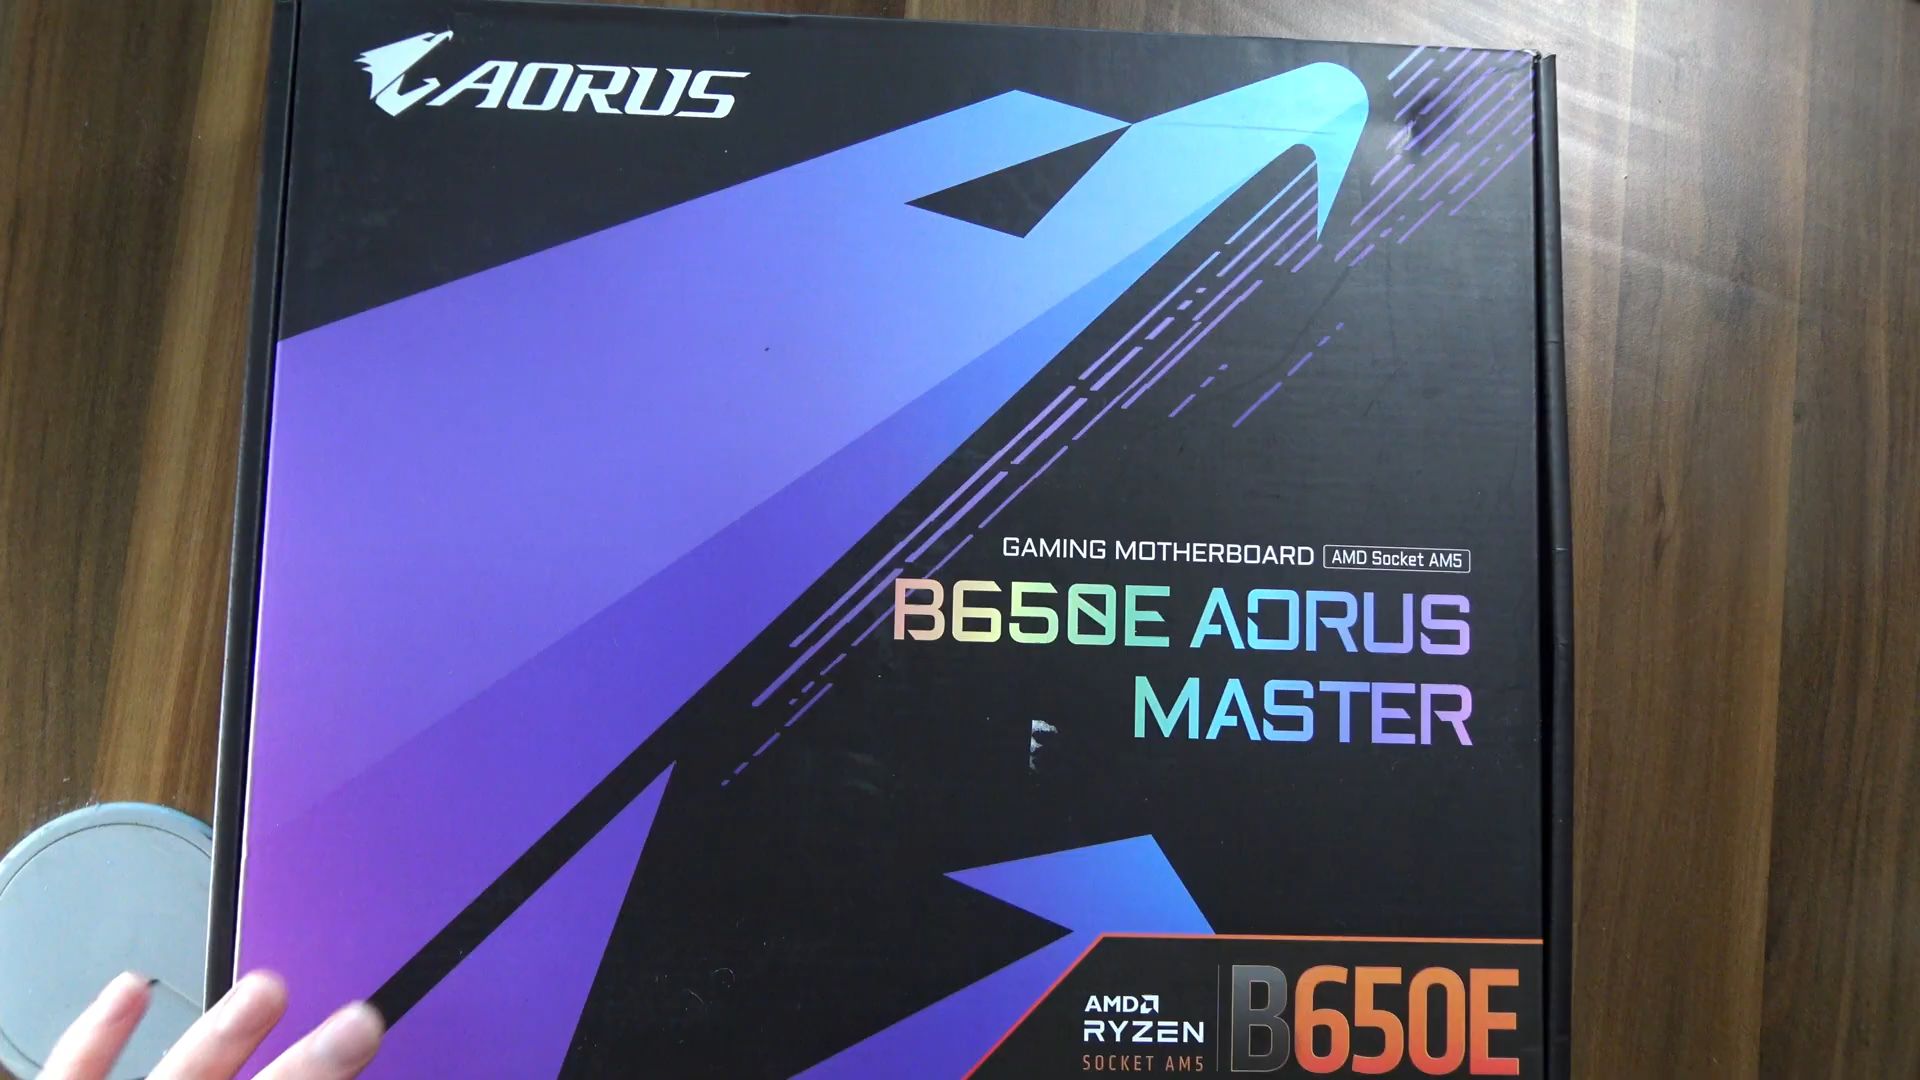 AORUS
GAMING MOTHERBOARD AMD Socket AM5
B650E AORUS
MASTER
AMD
RYZEN
SOCKET AM5
B650E